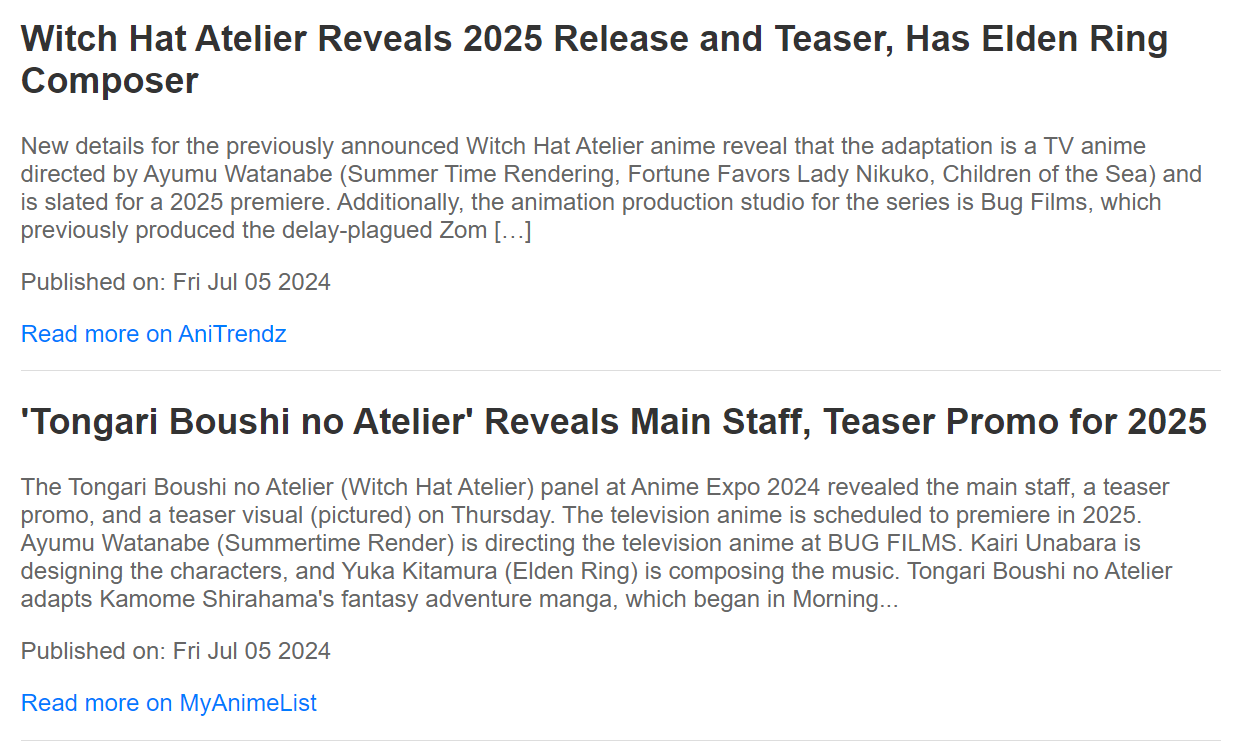 Witch Hat Atelier Reveals 2025 Release and Teaser, Has Elden Ring
Composer
New details for the previously announced Witch Hat Atelier anime reveal that the adaptation is a TV anime
directed by Ayumu Watanabe (Summer Time Rendering, Fortune Favors Lady Nikuko, Children of the Sea) and
is slated for a 2025 premiere. Additionally, the animation production studio for the series is Bug Films, which
previously produced the delay-plagued Zom […]
Published on: Fri Jul 05 2024
Read more on AniTrendz
'Tongari Boushi no Atelier' Reveals Main Staff, Teaser Promo for 2025
The Tongari Boushi no Atelier (Witch Hat Atelier) panel at Anime Expo 2024 revealed the main staff, a teaser
promo, and a teaser visual (pictured) on Thursday. The television anime is scheduled to premiere in 2025.
Ayumu Watanabe (Summertime Render) is directing the television anime at BUG FILMS. Kairi Unabara is
designing the characters, and Yuka Kitamura (Elden Ring) is composing the music. Tongari Boushi no Atelier
adapts Kamome Shirahama's fantasy adventure manga, which began in Morning...
Published on: Fri Jul 05 2024
Read more on MyAnimeList